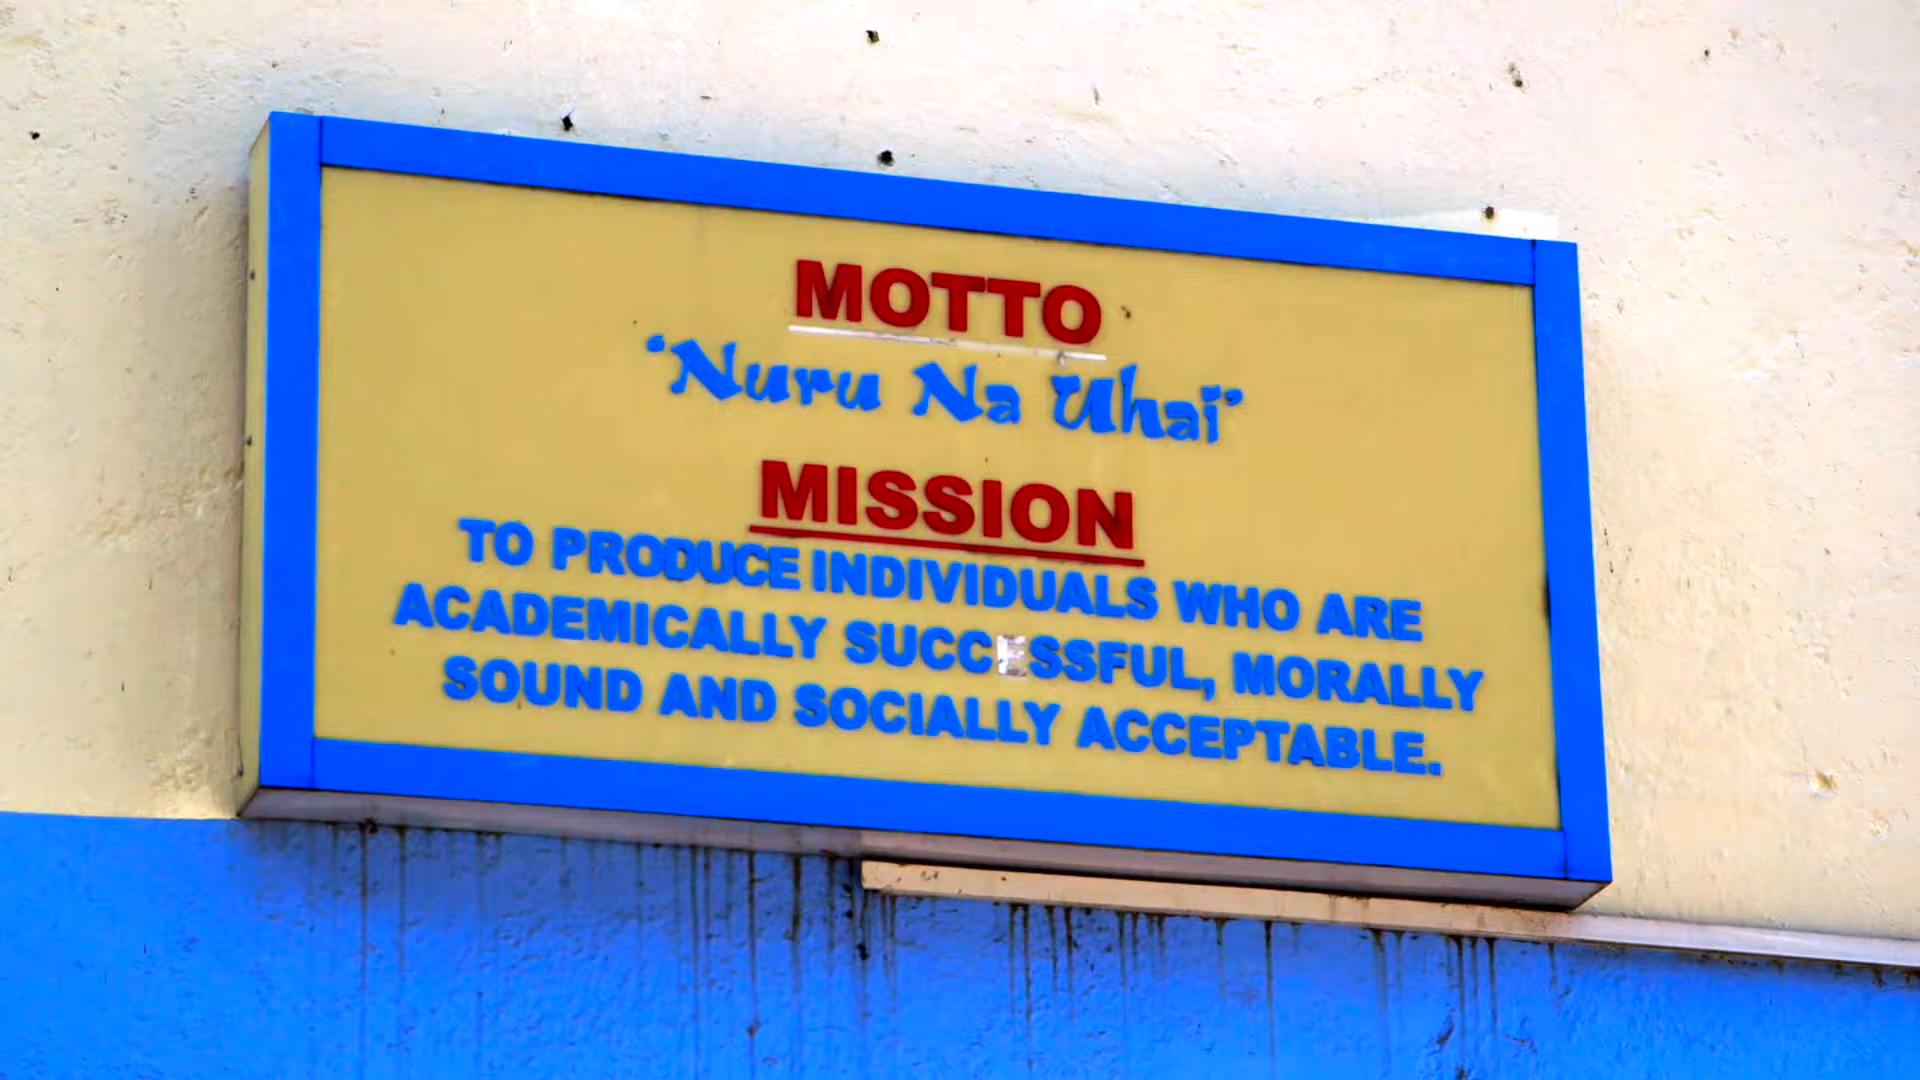 MOTTO
‘Nuru Na Uhai’
MISSION
TO PRODUCE INDIVIDUALS WHO ARE
ACADEMICALLY SUCCESSFUL, MORALLY
SOUND AND SOCIALLY ACCEPTABLE.